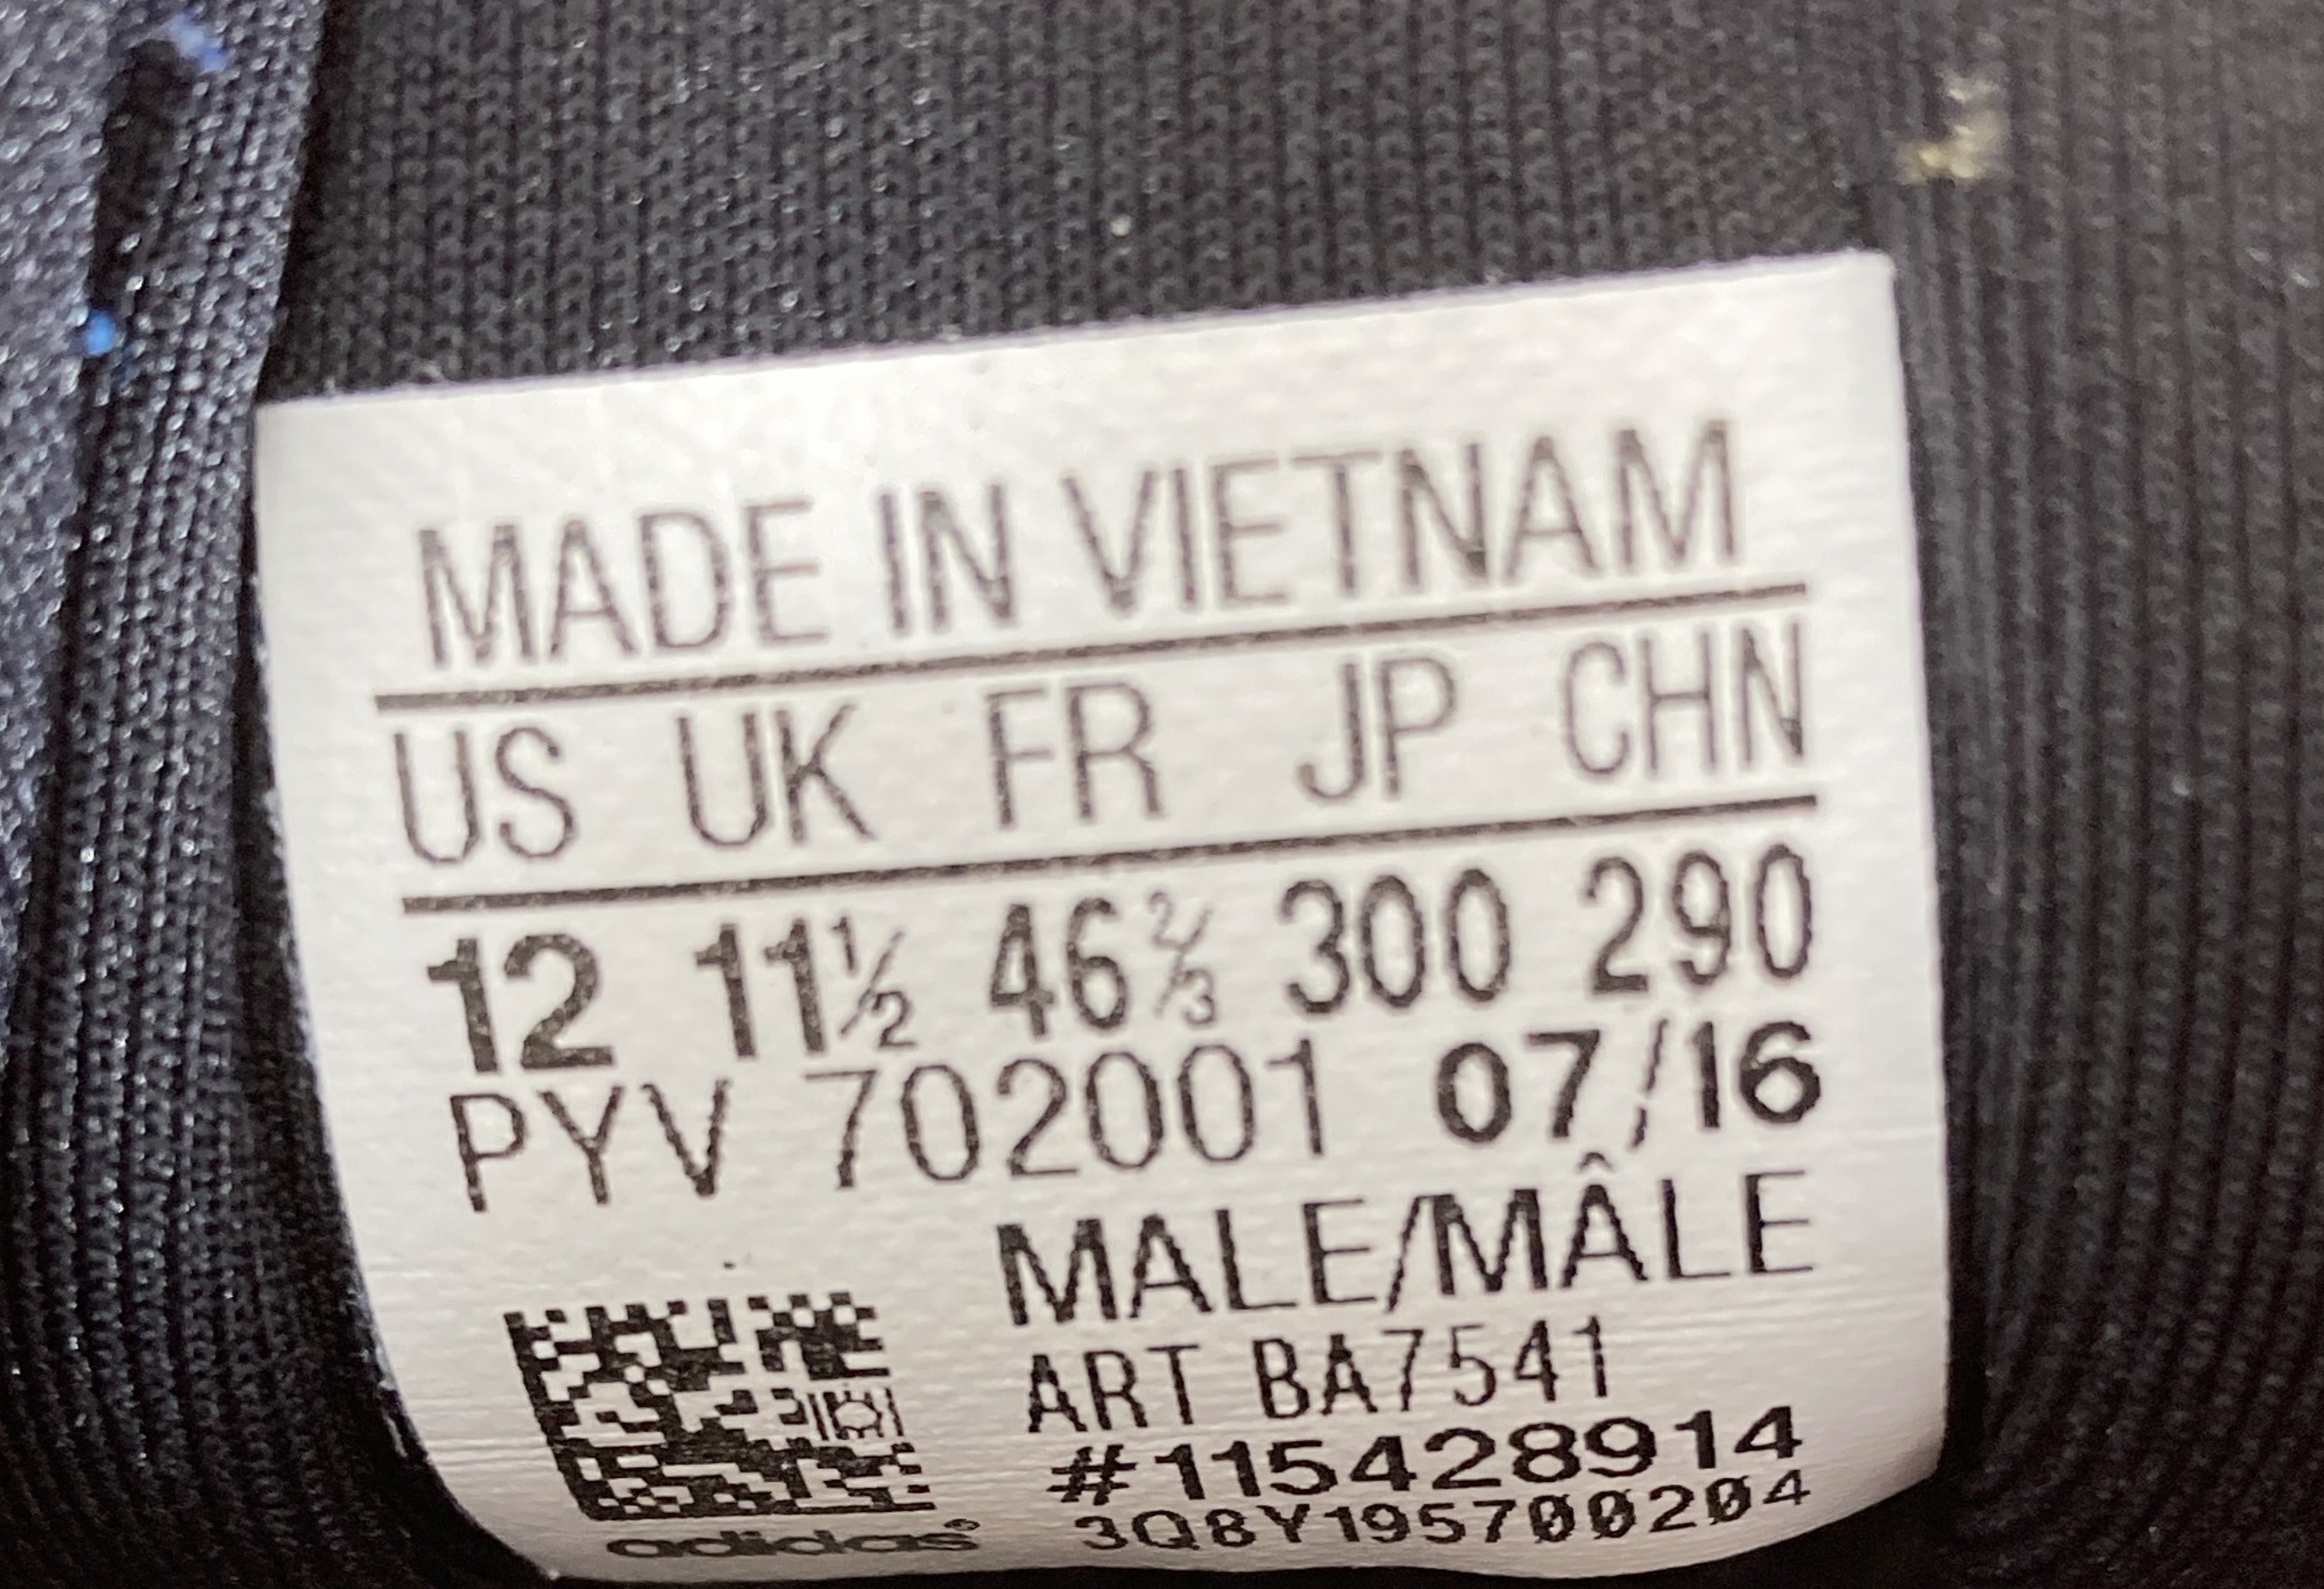 MADE IN VIETNAM
US UK FR JP CHN
12 11½ 46⅔ 300 290
PYV 702001 07/16
MALE/MÂLE
ART BA7541
#115428914
adidas® 3Q8Y195700204